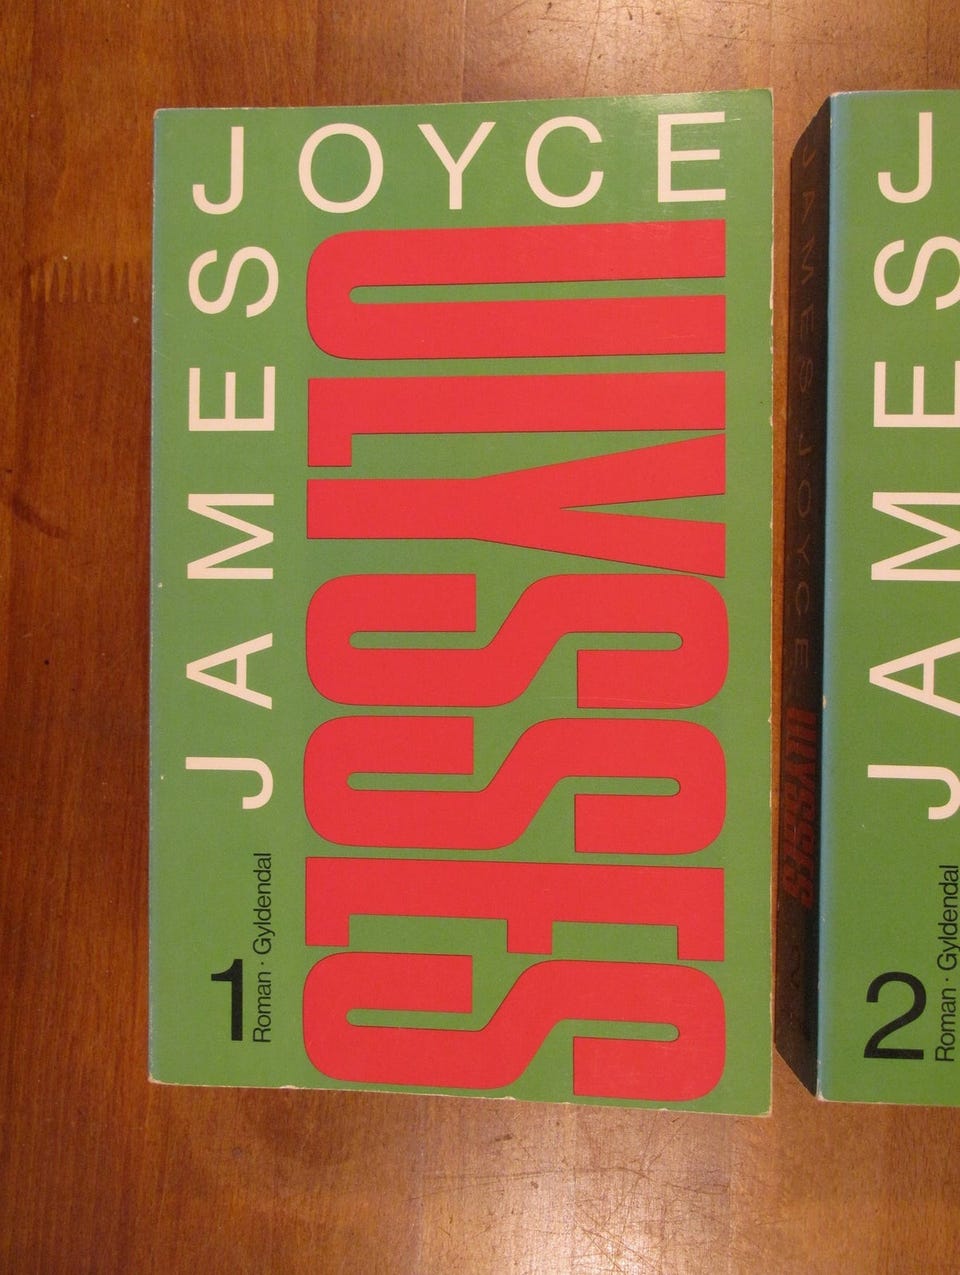 JAMES
JOYCE
ULYSSES
1
Roman · Gyldendal
JAMES JOYCE ULYSSES
JAMES
J
2
Roman · Gyldendal